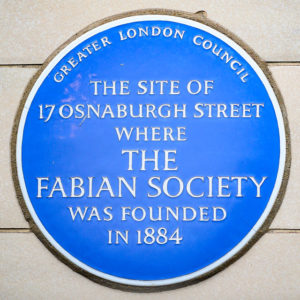 GREATER LONDON COUNCIL
THE SITE OF
17 OSNABURGH STREET
WHERE
THE
FABIAN SOCIETY
WAS FOUNDED
IN 1884